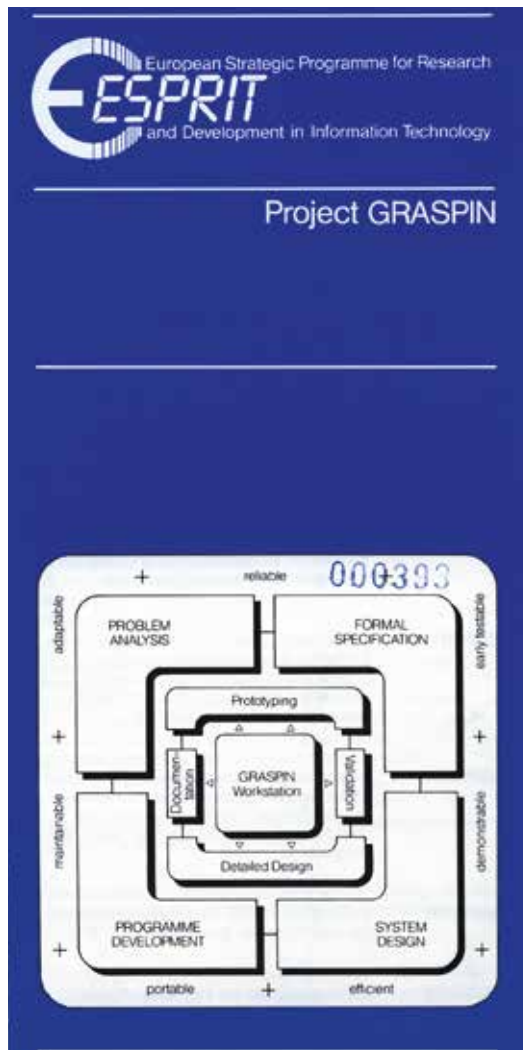 European Strategic Programme for Research
ESPRIT
and Development in Information Technology
Project GRASPIN
reliable
000393
adaptable
early testable
PROBLEM
ANALYSIS
FORMAL
SPECIFICATION
Prototyping
Documen-
tation
GRASPIN
Workstation
Validation
Detailed Design
maintainable
demonstrable
PROGRAMME
DEVELOPMENT
SYSTEM
DESIGN
portable
efficient